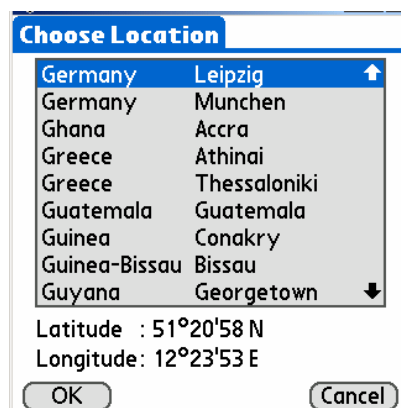 Choose Location
Germany Leipzig
Germany Munchen
Ghana Accra
Greece Athinai
Greece Thessaloniki
Guatemala Guatemala
Guinea Conakry
Guinea-Bissau Bissau
Guyana Georgetown
Latitude : 51°20'58 N
Longitude: 12°23'53 E
OK Cancel